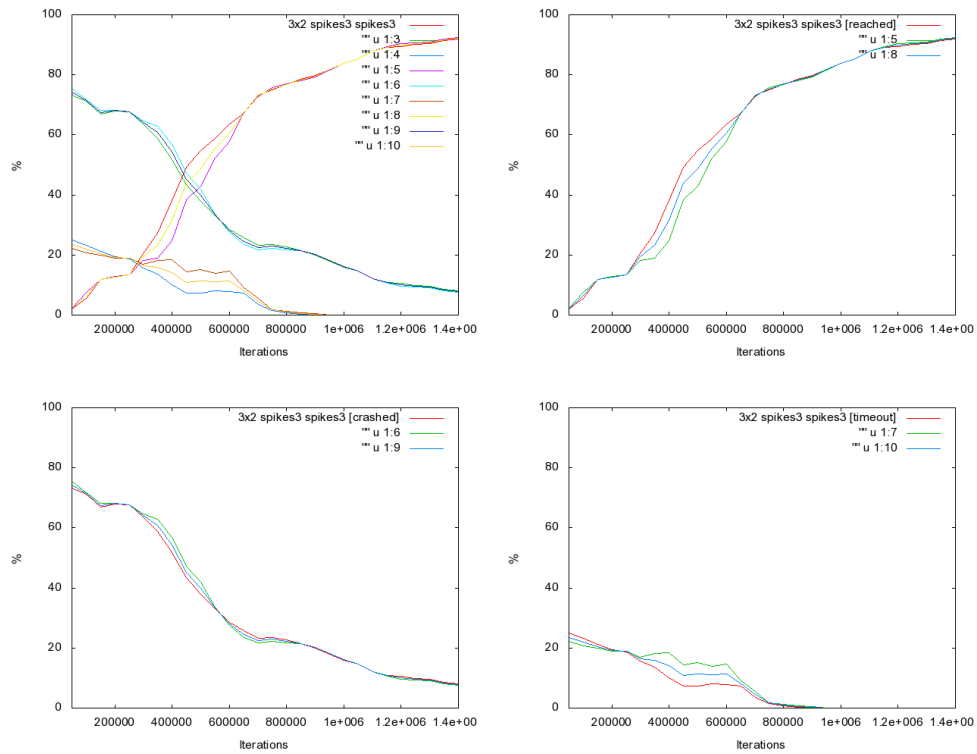 3x2 spikes3 spikes3
"" u 1:3
"" u 1:4
"" u 1:5
"" u 1:6
"" u 1:7
"" u 1:8
"" u 1:9
"" u 1:10
100
80
60
40
20
0
%
200000 400000 600000 800000 1e+006 1.2e+006 1.4e+00
Iterations
3x2 spikes3 spikes3 [reached]
"" u 1:5
"" u 1:8
100
80
60
40
20
0
%
200000 400000 600000 800000 1e+006 1.2e+006 1.4e+00
Iterations
3x2 spikes3 spikes3 [crashed]
"" u 1:6
"" u 1:9
100
80
60
40
20
0
%
200000 400000 600000 800000 1e+006 1.2e+006 1.4e+00
Iterations
3x2 spikes3 spikes3 [timeout]
"" u 1:7
"" u 1:10
100
80
60
40
20
0
%
200000 400000 600000 800000 1e+006 1.2e+006 1.4e+00
Iterations